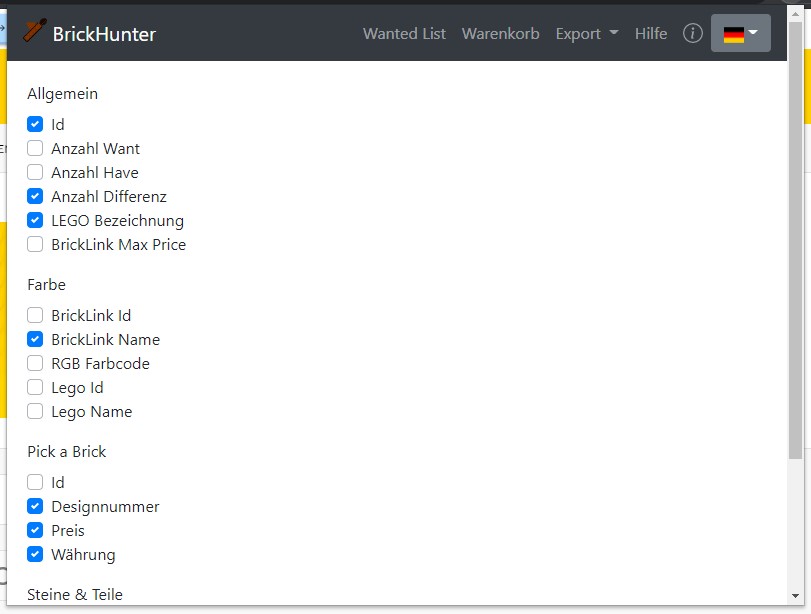 BrickHunter
Wanted List Warenkorb Export Hilfe
Allgemein
Id
Anzahl Want
Anzahl Have
Anzahl Differenz
LEGO Bezeichnung
BrickLink Max Price
Farbe
BrickLink Id
BrickLink Name
RGB Farbcode
Lego Id
Lego Name
Pick a Brick
Id
Designnummer
Preis
Währung
Steine & Teile